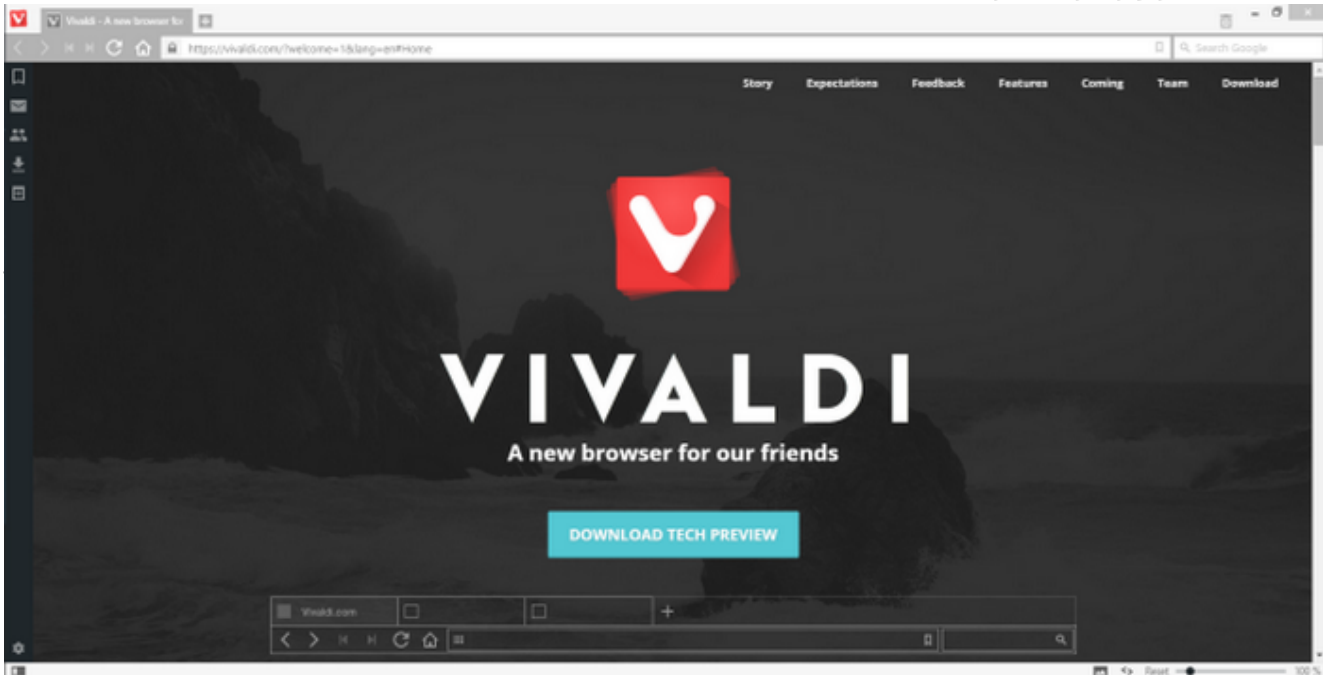 Vivaldi - A new browser for
https://vivaldi.com/?welcome=1&lang=en#Home
Search Google
Story Expectations Feedback Features Coming Team Download
VIVALDI
A new browser for our friends
DOWNLOAD TECH PREVIEW
Vivaldi.com
Reset 100 %